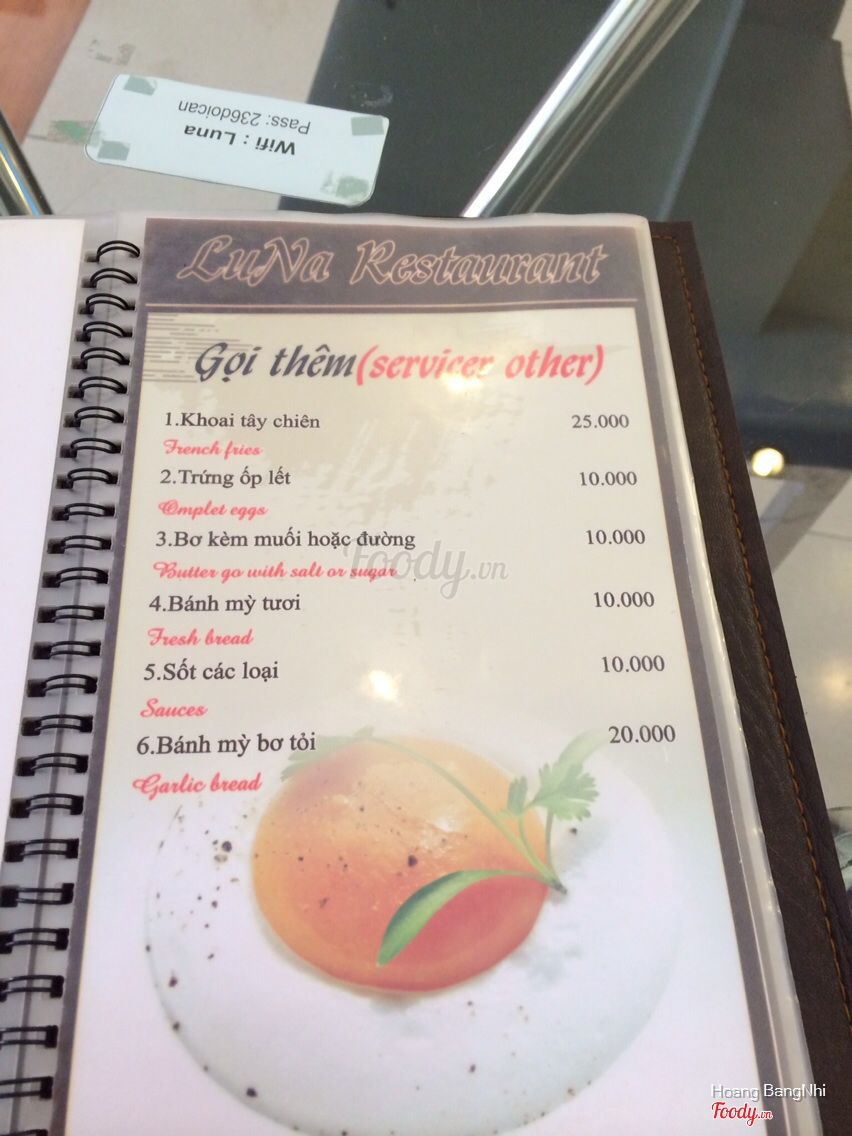 Wifi : Luna
Pass: 236doican
LuNa Restaurant
Gọi thêm(servicer other)
1.Khoai tây chiên 25.000
French fries
2.Trứng ốp lết 10.000
Omplet eggs
3.Bơ kèm muối hoặc đường 10.000
Butter go with salt or sugar
4.Bánh mỳ tươi 10.000
Fresh bread
5.Sốt các loại 10.000
Sauces
6.Bánh mỳ bơ tỏi 20.000
Garlic bread
Foody.vn
Hoang BangNhi
Foody.vn